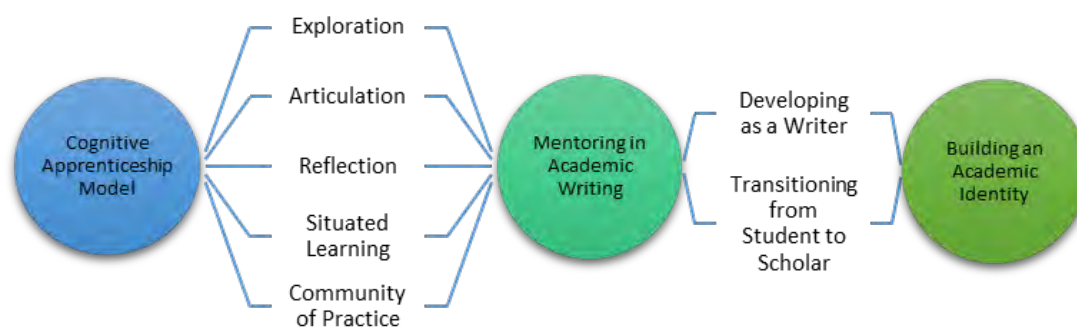 Cognitive
Apprenticeship
Model
Exploration
Articulation
Reflection
Situated
Learning
Community
of Practice
Mentoring in
Academic
Writing
Developing
as a Writer
Transitioning
from
Student to
Scholar
Building an
Academic
Identity